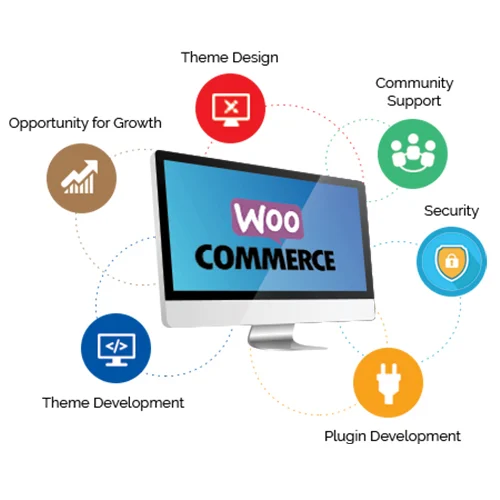 Theme Design
Community
Support
Opportunity for Growth
Security
WOO
COMMERCE
Theme Development
Plugin Development